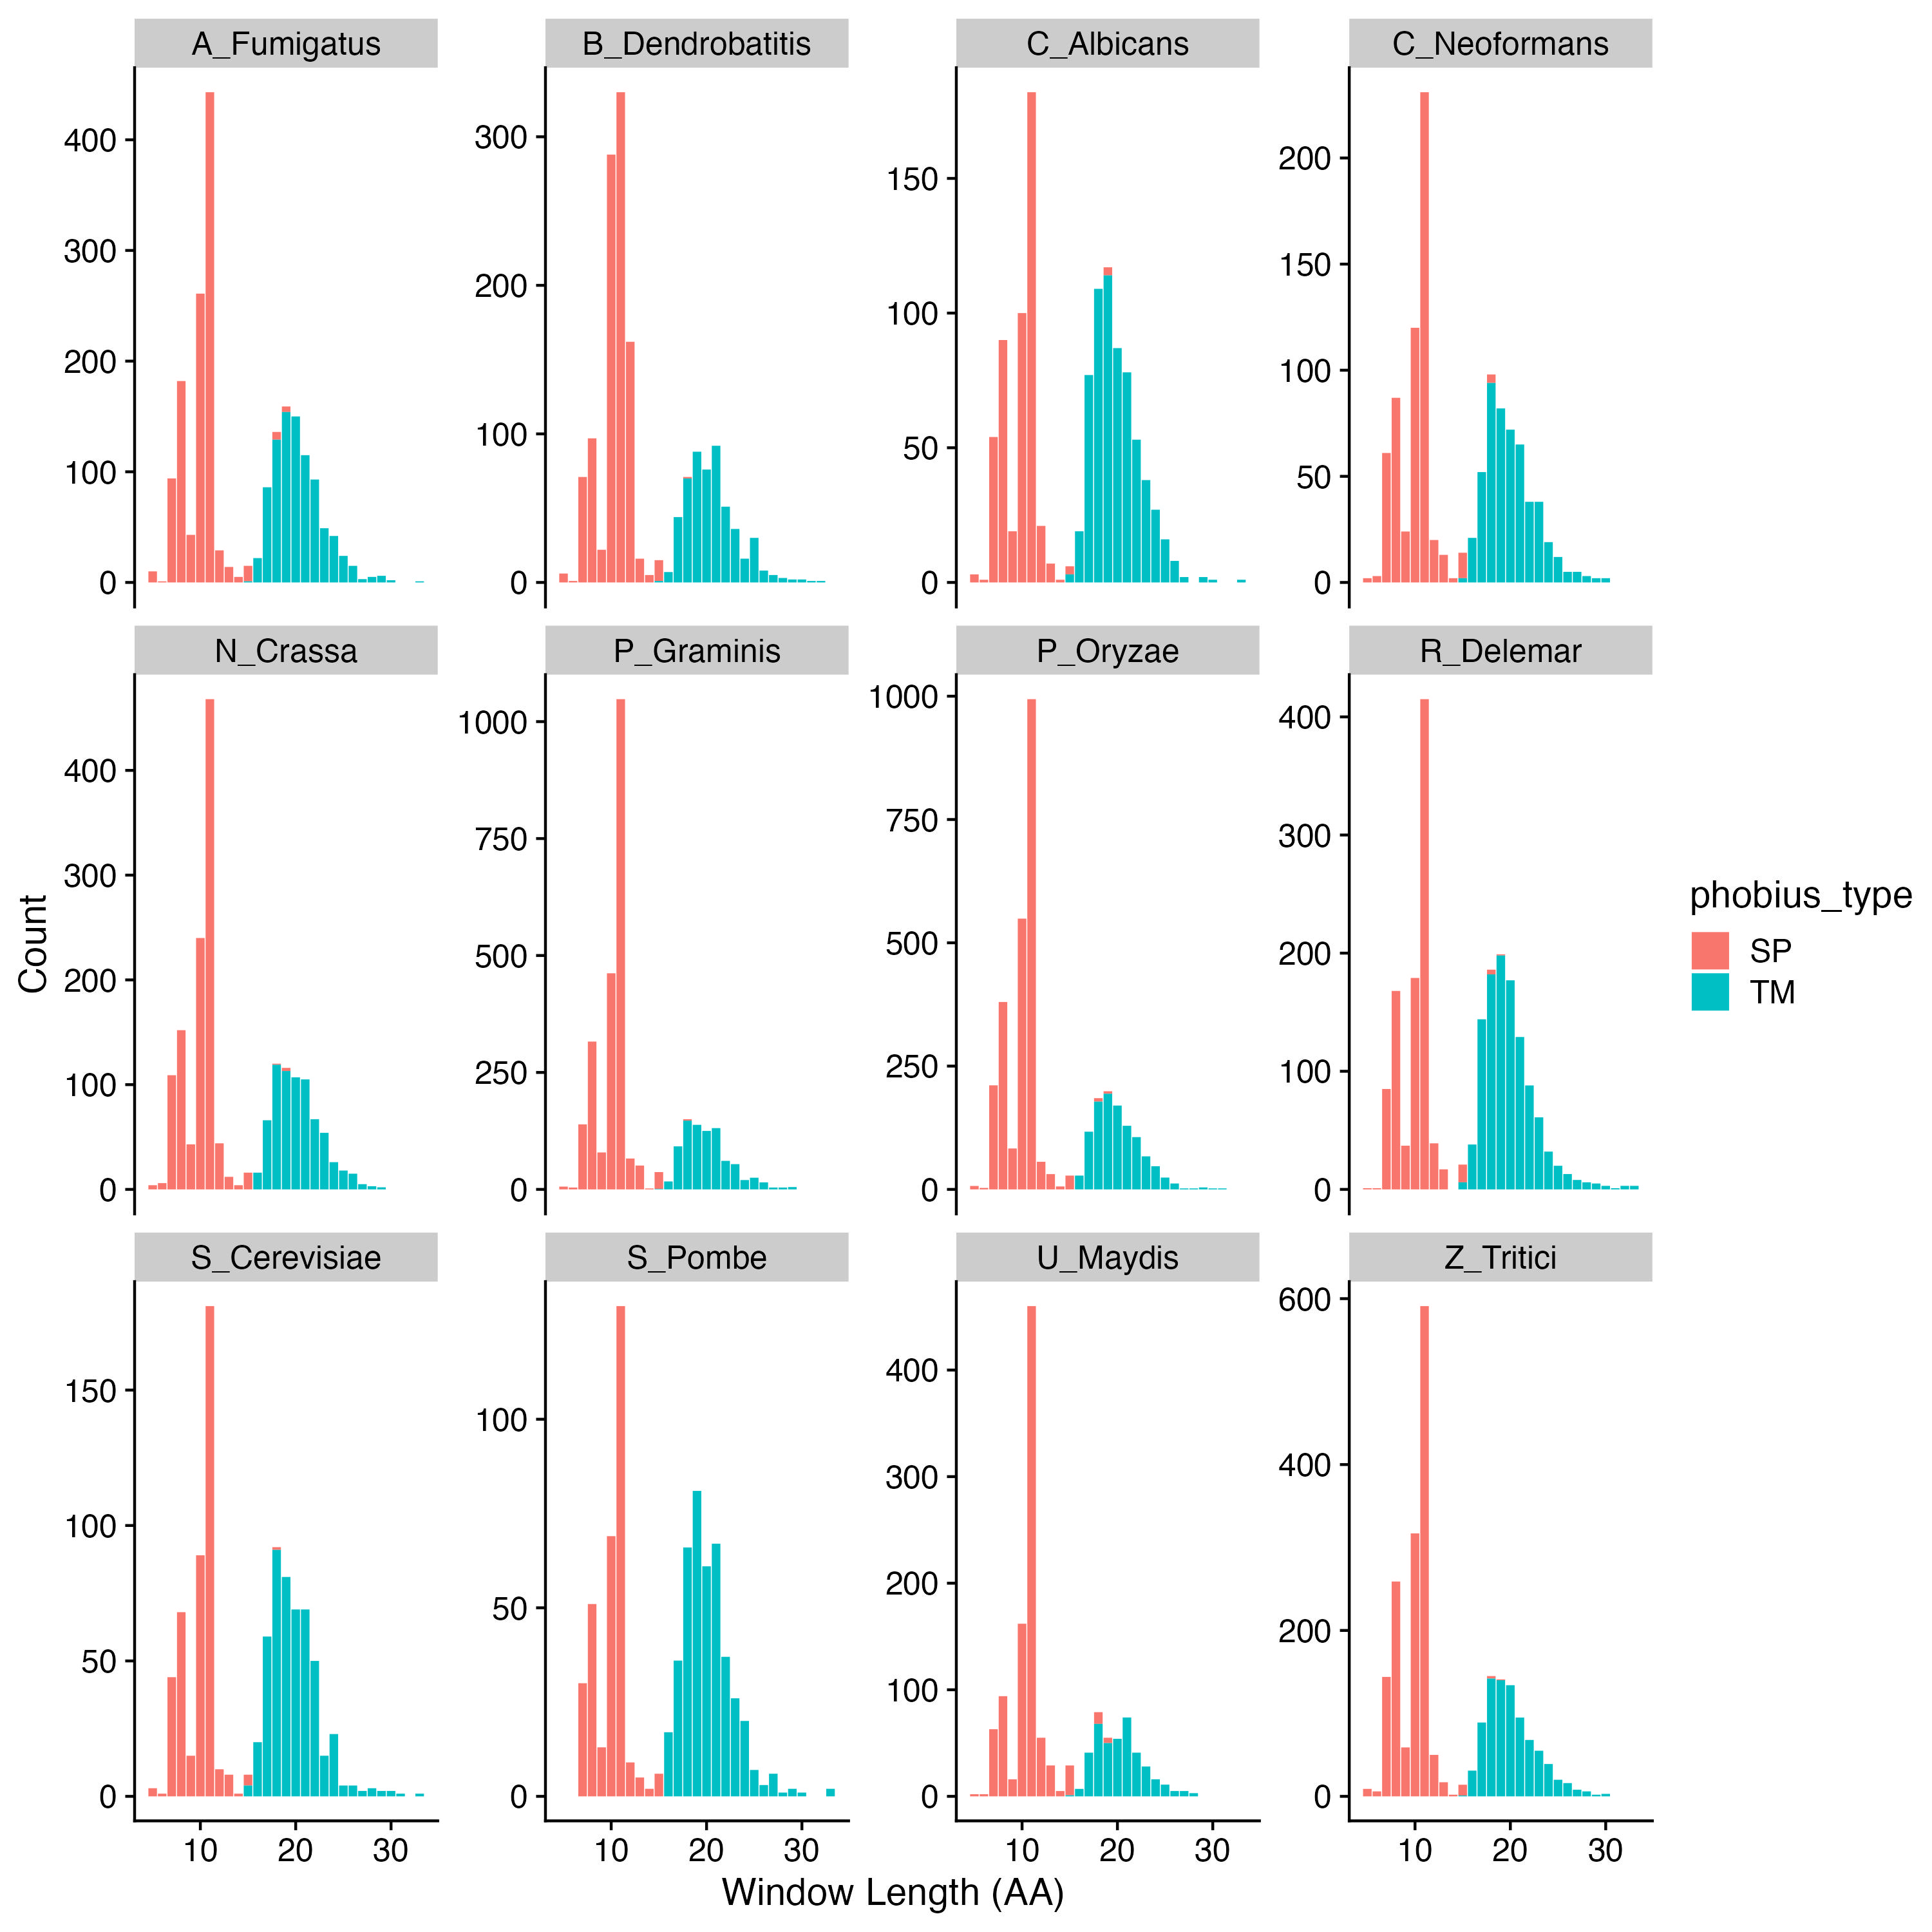 A_Fumigatus B_Dendrobatitis C_Albicans C_Neoformans
400 300 200 100 0
300 200 100 0
150 100 50 0
200 150 100 50 0
N_Crassa P_Graminis P_Oryzae R_Delemar
400 300 200 100 0
1000 750 500 250 0
1000 750 500 250 0
400 300 200 100 0
Count
phobius_type
SP
TM
S_Cerevisiae S_Pombe U_Maydis Z_Tritici
150 100 50 0
100 50 0
400 300 200 100 0
600 400 200 0
10 20 30 10 20 30 10 20 30 10 20 30
Window Length (AA)